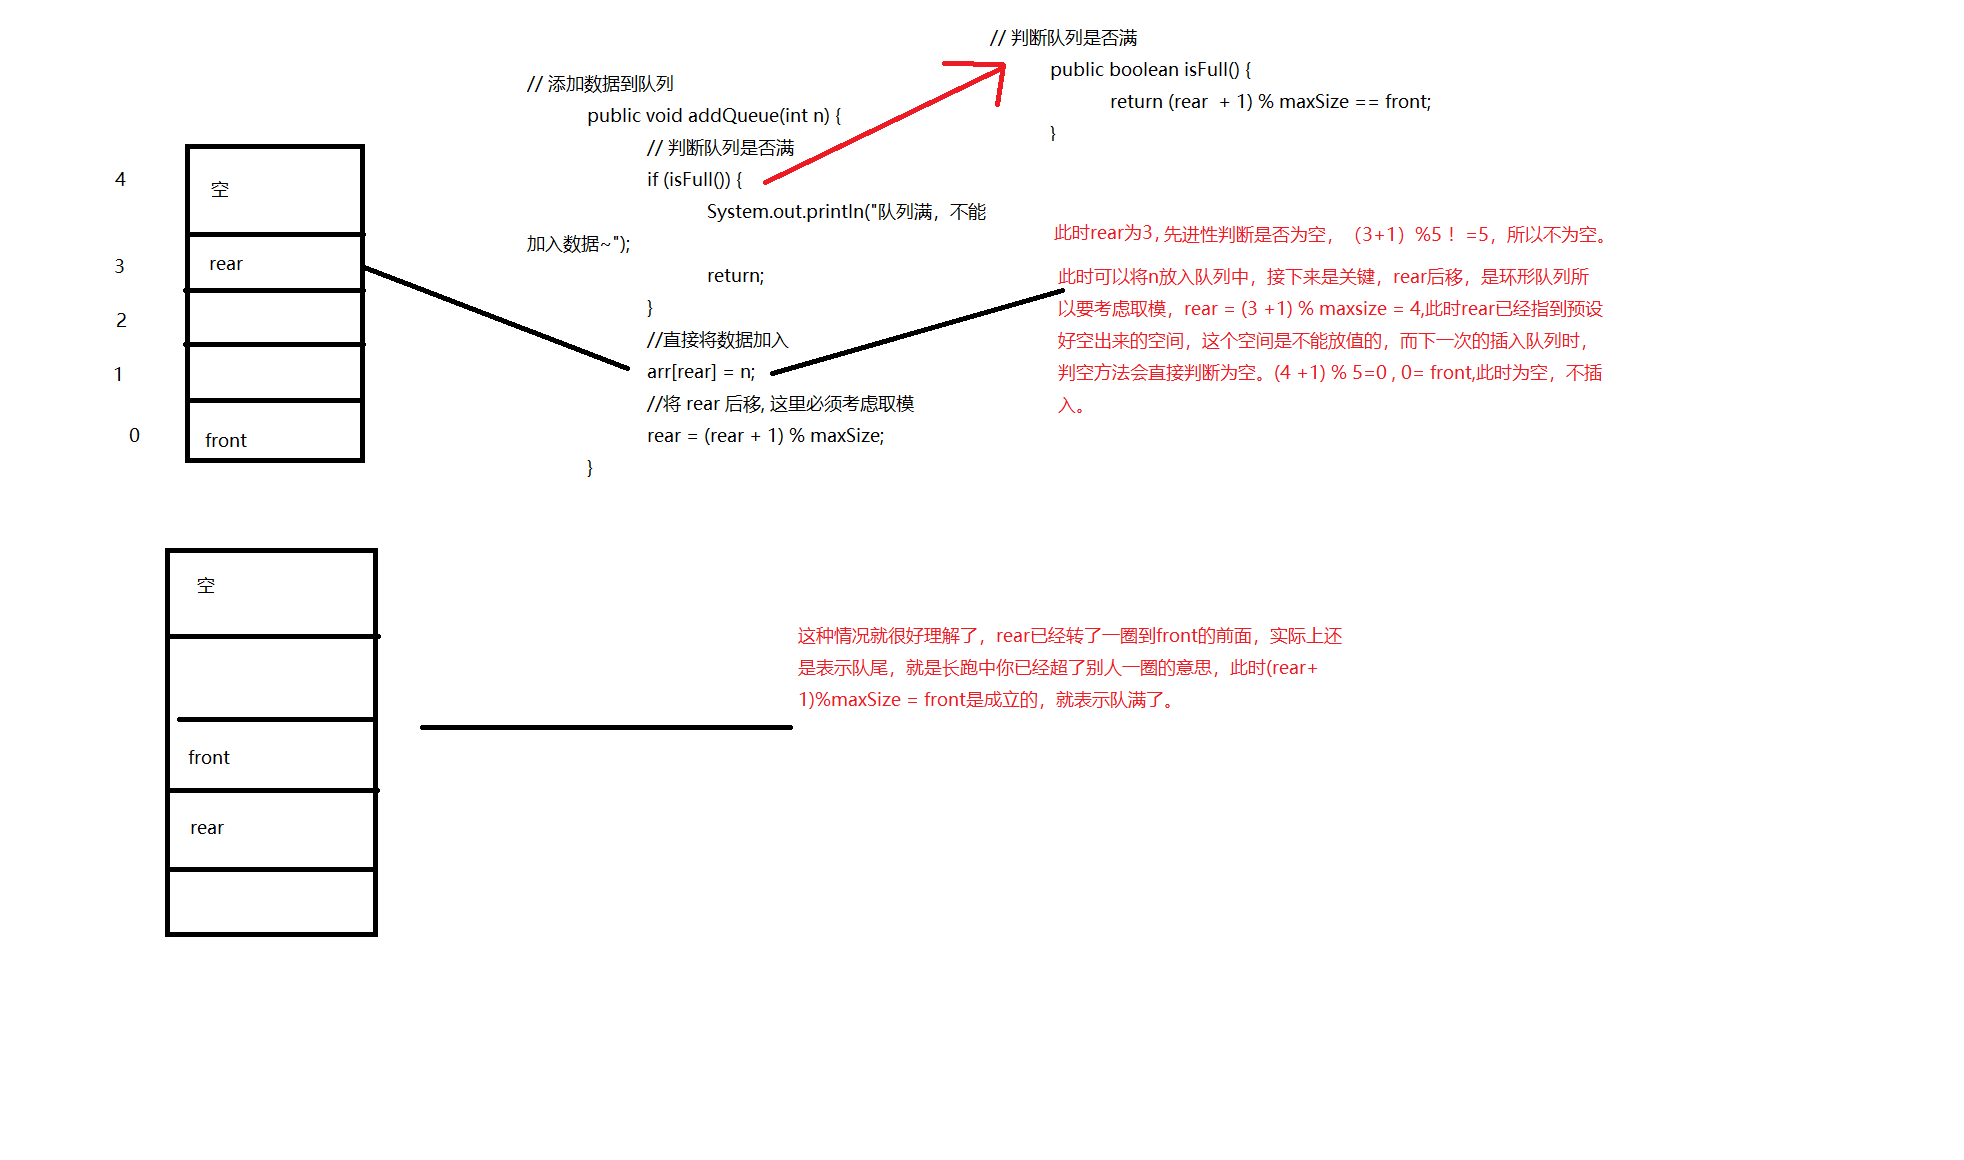 // 判断队列是否满
public boolean isFull() {
return (rear  + 1) % maxSize == front;
}
// 添加数据到队列
public void addQueue(int n) {
// 判断队列是否满
if (isFull()) {
System.out.println("队列满，不能
加入数据~");
return;
}
//直接将数据加入
arr[rear] = n;
//将 rear 后移, 这里必须考虑取模
rear = (rear + 1) % maxSize;
}
4
空
3
rear
2
1
0
front
此时rear为3, 先进性判断是否为空，（3+1）%5！=5，所以不为空。
此时可以将n放入队列中，接下来是关键，rear后移，是环形队列所
以要考虑取模，rear = (3 +1) % maxsize = 4,此时rear已经指到预设
好空出来的空间，这个空间是不能放值的，而下一次的插入队列时，
判空方法会直接判断为空。(4 +1) % 5=0 , 0= front,此时为空，不插
入。
空
front
rear
这种情况就很好理解了，rear已经转了一圈到front的前面，实际上还
是表示队尾，就是长跑中你已经超了别人一圈的意思，此时(rear+
1)%maxSize = front是成立的，就表示队满了。